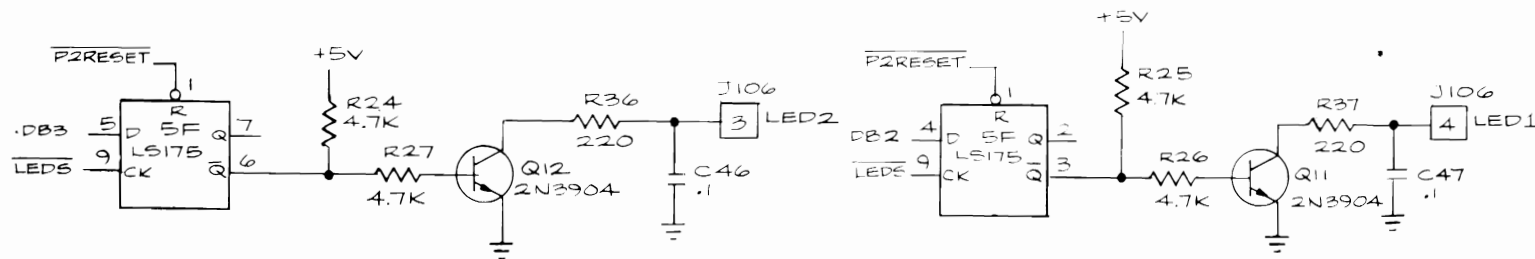 P2RESET
1
+5V
R24
4.7K
.DB3
5
D
R
5F
Q
7
LEDS
9
CK
LS175
Q
6
R27
4.7K
Q12
2N3904
R36
220
C46
.1
J106
3
LED2
P2RESET
1
+5V
R25
4.7K
DB2
4
D
R
5F
Q
2
LEDS
9
CK
LS175
Q
3
R26
4.7K
Q11
2N3904
R37
220
C47
.1
J106
4
LED1